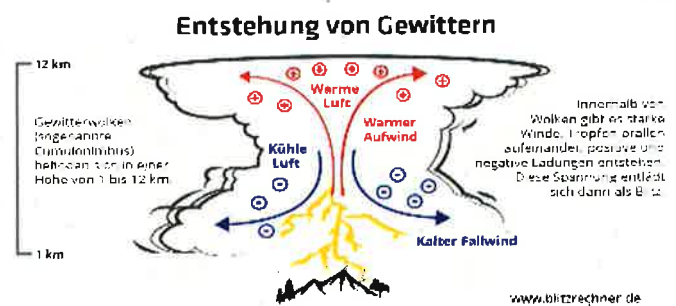 Entstehung von Gewittern
12 km
Warme
Luft
Warmer
Aufwind
Kühle
Luft
Gewitterwolken
(sogenannte
Cumulonimbus)
befinden sich in einer
Höhe von 1 bis 12 km.
Innerhalb von
Wolken gibt es starke
Winde. Tropfen prallen
aufeinander, positive und
negative Ladungen entstehen.
Diese Spannung entlädt
sich dann als Blitz.
Kalter Fallwind
1 km
www.blitzrechner.de